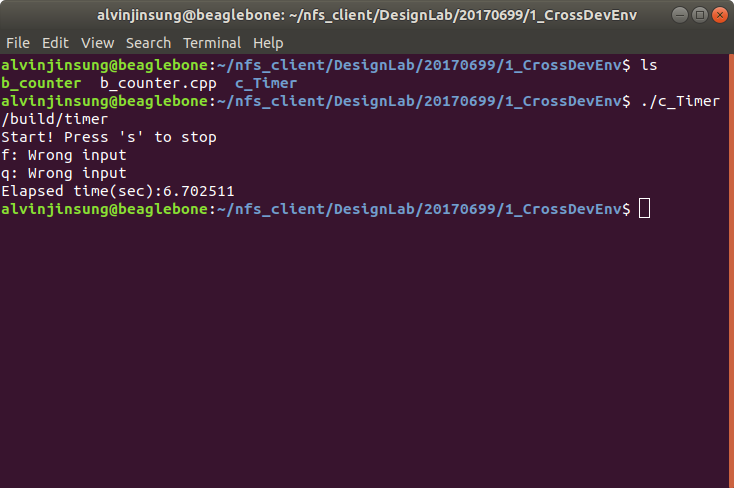 alvinjinsung@beaglebone: ~/nfs_client/DesignLab/20170699/1_CrossDevEnv
File Edit View Search Terminal Help
alvinjinsung@beaglebone:~/nfs_client/DesignLab/20170699/1_CrossDevEnv$ ls
b_counter  b_counter.cpp  c_Timer
alvinjinsung@beaglebone:~/nfs_client/DesignLab/20170699/1_CrossDevEnv$ ./c_Timer
/build/timer
Start! Press 's' to stop
f: Wrong input
q: Wrong input
Elapsed time(sec):6.702511
alvinjinsung@beaglebone:~/nfs_client/DesignLab/20170699/1_CrossDevEnv$